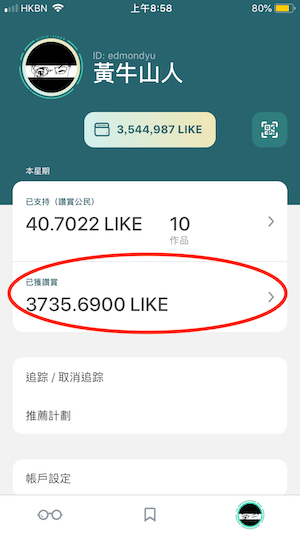 HKBN 上午8:58 80%
ID: edmondyu
黃牛山人
3,544,987 LIKE
本星期
已支持（讚賞公民）
40.7022 LIKE 10
作品
已獲讚賞
3735.6900 LIKE
追踪 / 取消追踪
推薦計劃
帳戶設定